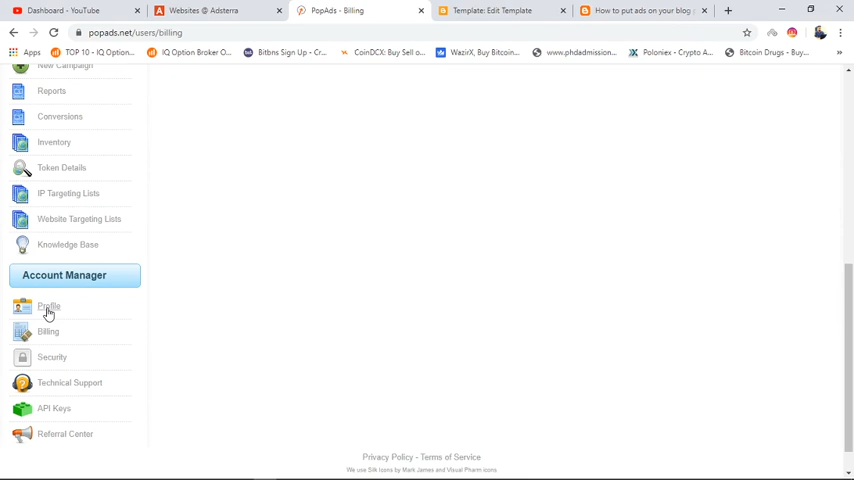 Dashboard - YouTube
Websites @ Adsterra
PopAds - Billing
Template: Edit Template
How to put ads on your blog
popads.net/users/billing
Apps
TOP 10 - IQ Option...
IQ Option Broker O...
Bitbns Sign Up - Cr...
CoinDCX: Buy Sell o...
WazirX, Buy Bitcoin...
www.phdadmission...
Poloniex - Crypto A...
Bitcoin Drugs - Buy...
New Campaign
Reports
Conversions
Inventory
Token Details
IP Targeting Lists
Website Targeting Lists
Knowledge Base
Account Manager
Profile
Billing
Security
Technical Support
API Keys
Referral Center
Privacy Policy - Terms of Service
We use Silk Icons by Mark James and Visual Pharm icons